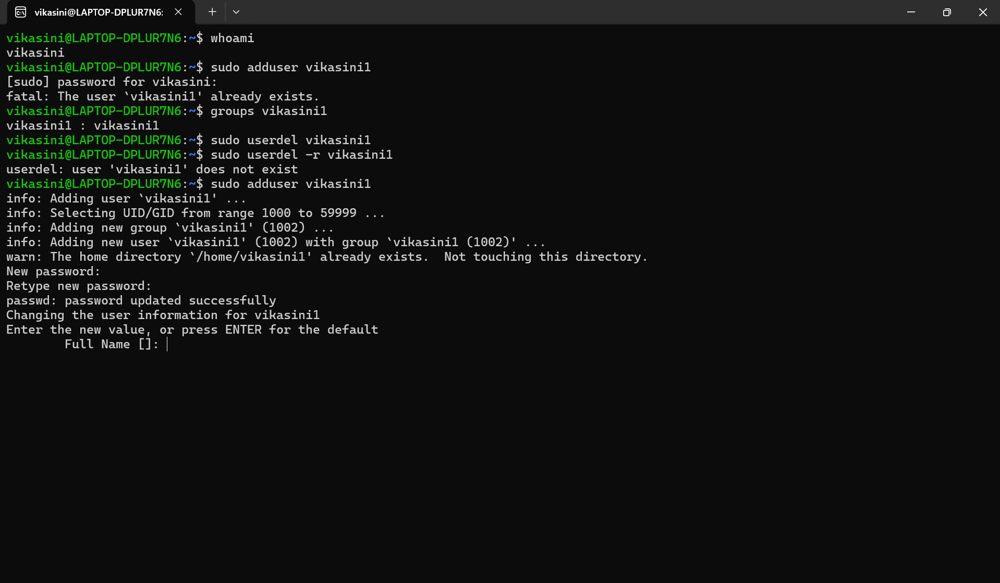 vikasini@LAPTOP-DPLUR7N6:
vikasini@LAPTOP-DPLUR7N6:~$ whoami
vikasini
vikasini@LAPTOP-DPLUR7N6:~$ sudo adduser vikasini1
[sudo] password for vikasini:
fatal: The user `vikasini1' already exists.
vikasini@LAPTOP-DPLUR7N6:~$ groups vikasini1
vikasini1 : vikasini1
vikasini@LAPTOP-DPLUR7N6:~$ sudo userdel vikasini1
vikasini@LAPTOP-DPLUR7N6:~$ sudo userdel -r vikasini1
userdel: user 'vikasini1' does not exist
vikasini@LAPTOP-DPLUR7N6:~$ sudo adduser vikasini1
info: Adding user `vikasini1' ...
info: Selecting UID/GID from range 1000 to 59999 ...
info: Adding new group `vikasini1' (1002) ...
info: Adding new user `vikasini1' (1002) with group `vikasini1 (1002)' ...
warn: The home directory `/home/vikasini1' already exists.  Not touching this directory.
New password:
Retype new password:
passwd: password updated successfully
Changing the user information for vikasini1
Enter the new value, or press ENTER for the default
        Full Name []: